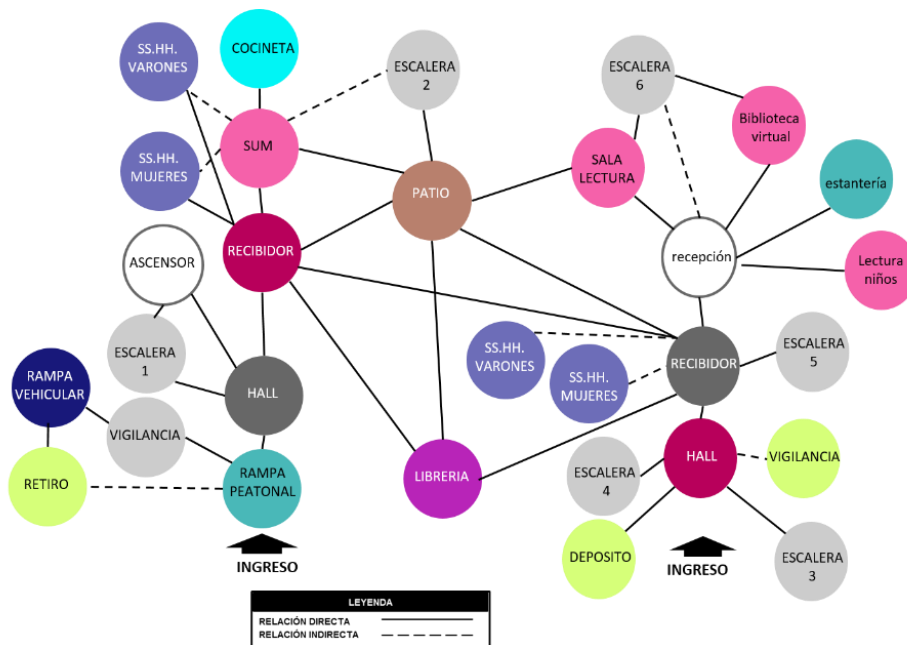 SS.HH.
VARONES
COCINETA
ESCALERA
2
ESCALERA
6
Biblioteca
virtual
SUM
SS.HH.
MUJERES
SALA
LECTURA
PATIO
estantería
ASCENSOR
RECIBIDOR
recepción
Lectura
niños
ESCALERA
1
SS.HH.
VARONES
SS.HH.
MUJERES
RECIBIDOR
ESCALERA
5
RAMPA
VEHICULAR
HALL
VIGILANCIA
RETIRO
RAMPA
PEATONAL
LIBRERIA
ESCALERA
4
HALL
VIGILANCIA
DEPOSITO
ESCALERA
3
INGRESO
INGRESO
LEYENDA
RELACIÓN DIRECTA
RELACIÓN INDIRECTA